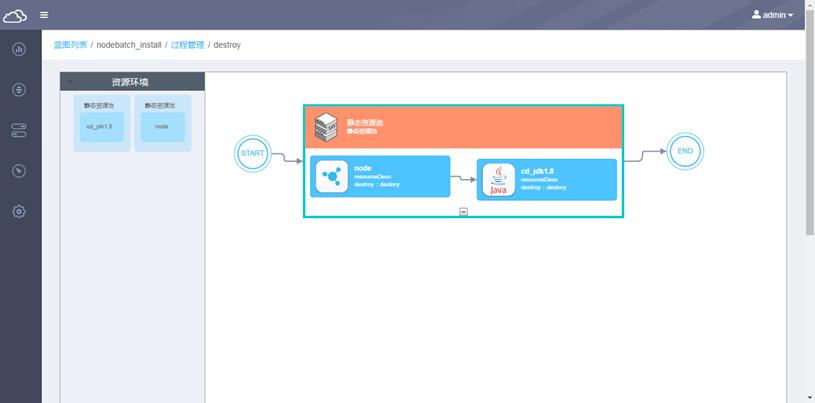 admin
蓝图列表 / nodebatch_install / 过程管理 / destroy
资源环境
静态资源池
cd_jdk1.8
静态资源池
node
START
静态资源池
静态资源池
node
resourceDesc
destroy : destory
cd_jdk1.8
resourceDesc
destroy : destory
Java
END